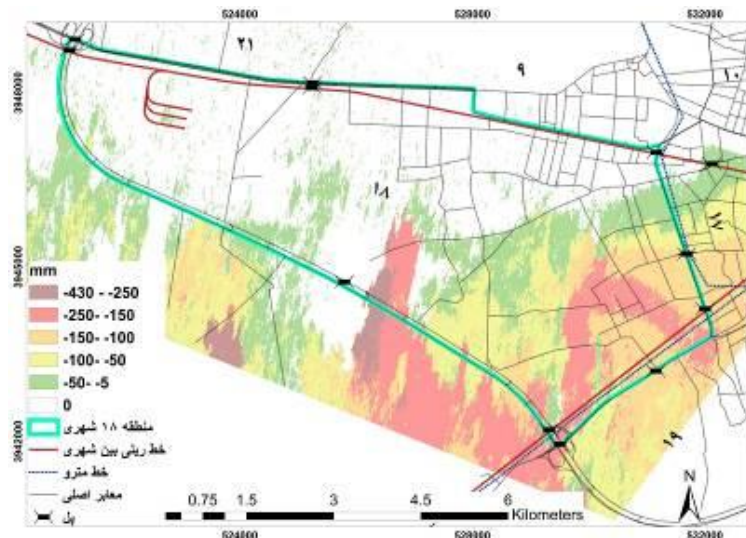 524000 528000 532000
3948000
3945000
3942000
۲۱
۹
۱۰
۱۸
۱۷
۱۹
mm
-430 - -250
-250 - -150
-150 - -100
-100 - -50
-50 - -5
0
منطقه ۱۸ شهری
خط ریلی بین شهری
خط مترو
معابر اصلی
پل
N
0.75 1.5 3 4.5 6
Kilometers
524000 528000 532000